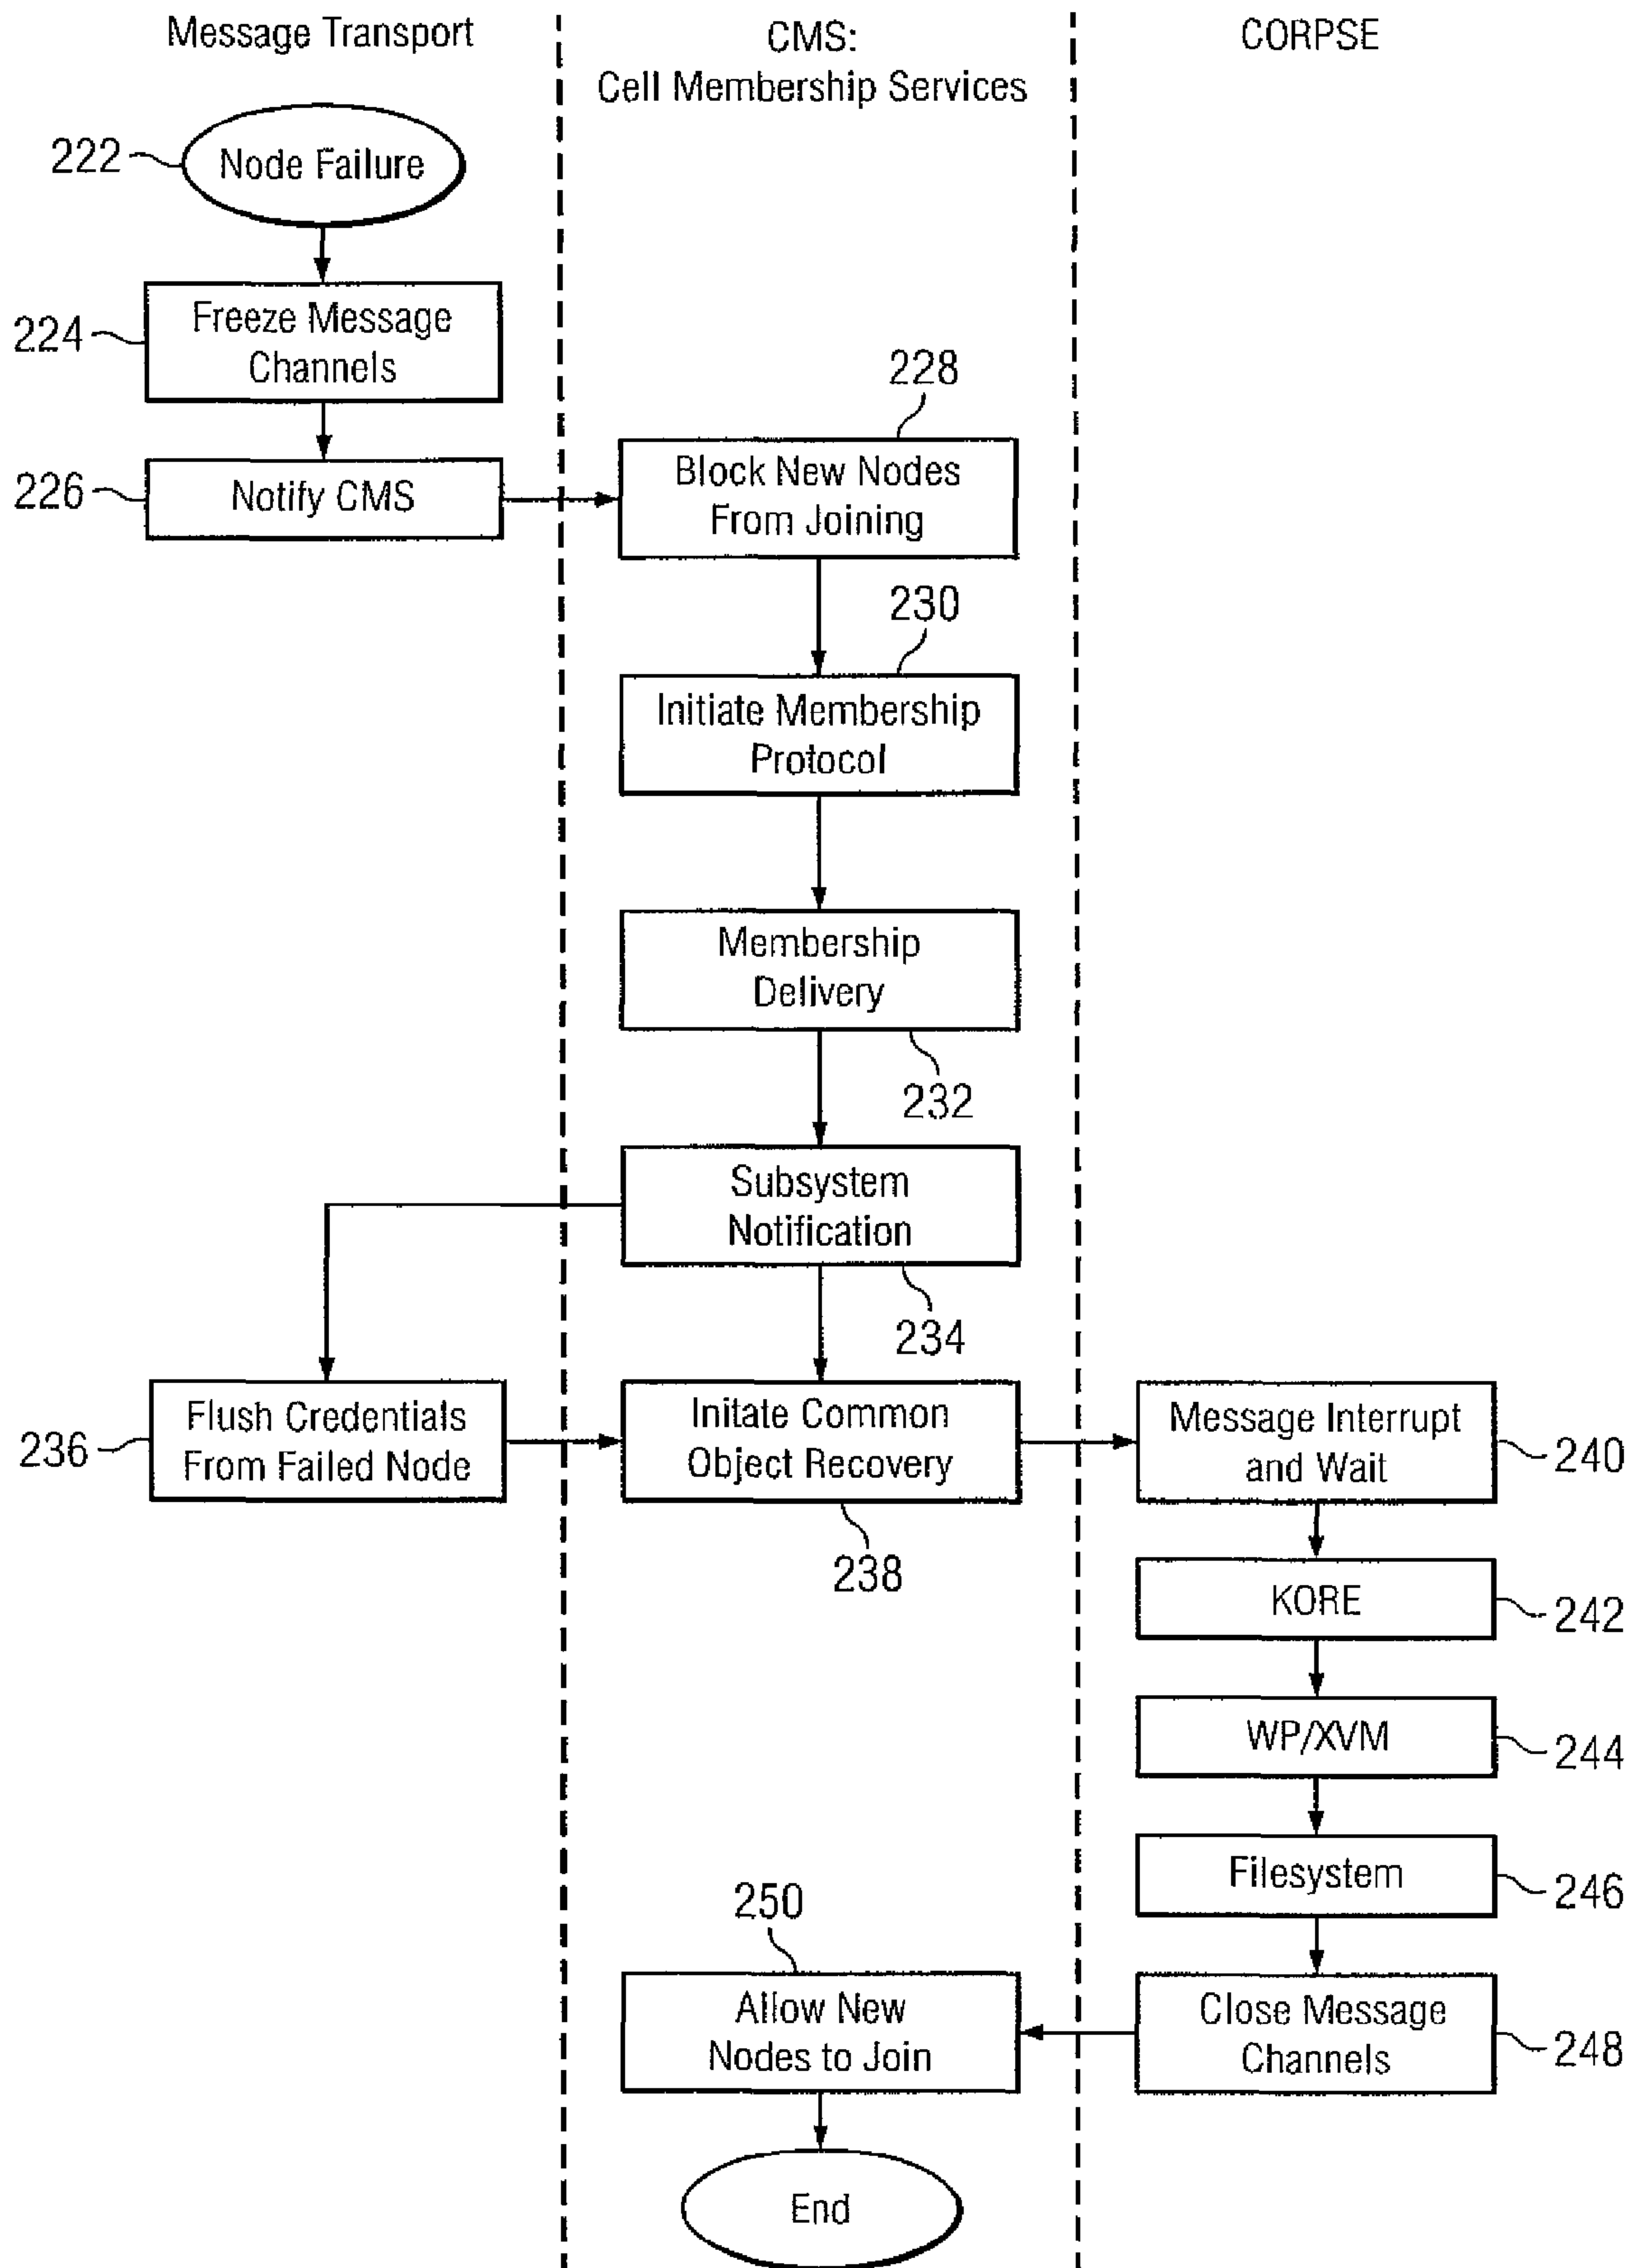 Message Transport
CMS:
Cell Membership Services
CORPSE
222
Node Failure
224
Freeze Message
Channels
226
Notify CMS
228
Block New Nodes
From Joining
230
Initiate Membership
Protocol
Membership
Delivery
232
Subsystem
Notification
234
236
Flush Credentials
From Failed Node
Initate Common
Object Recovery
238
Message Interrupt
and Wait
240
KORE
242
WP/XVM
244
Filesystem
246
Close Message
Channels
248
250
Allow New
Nodes to Join
End